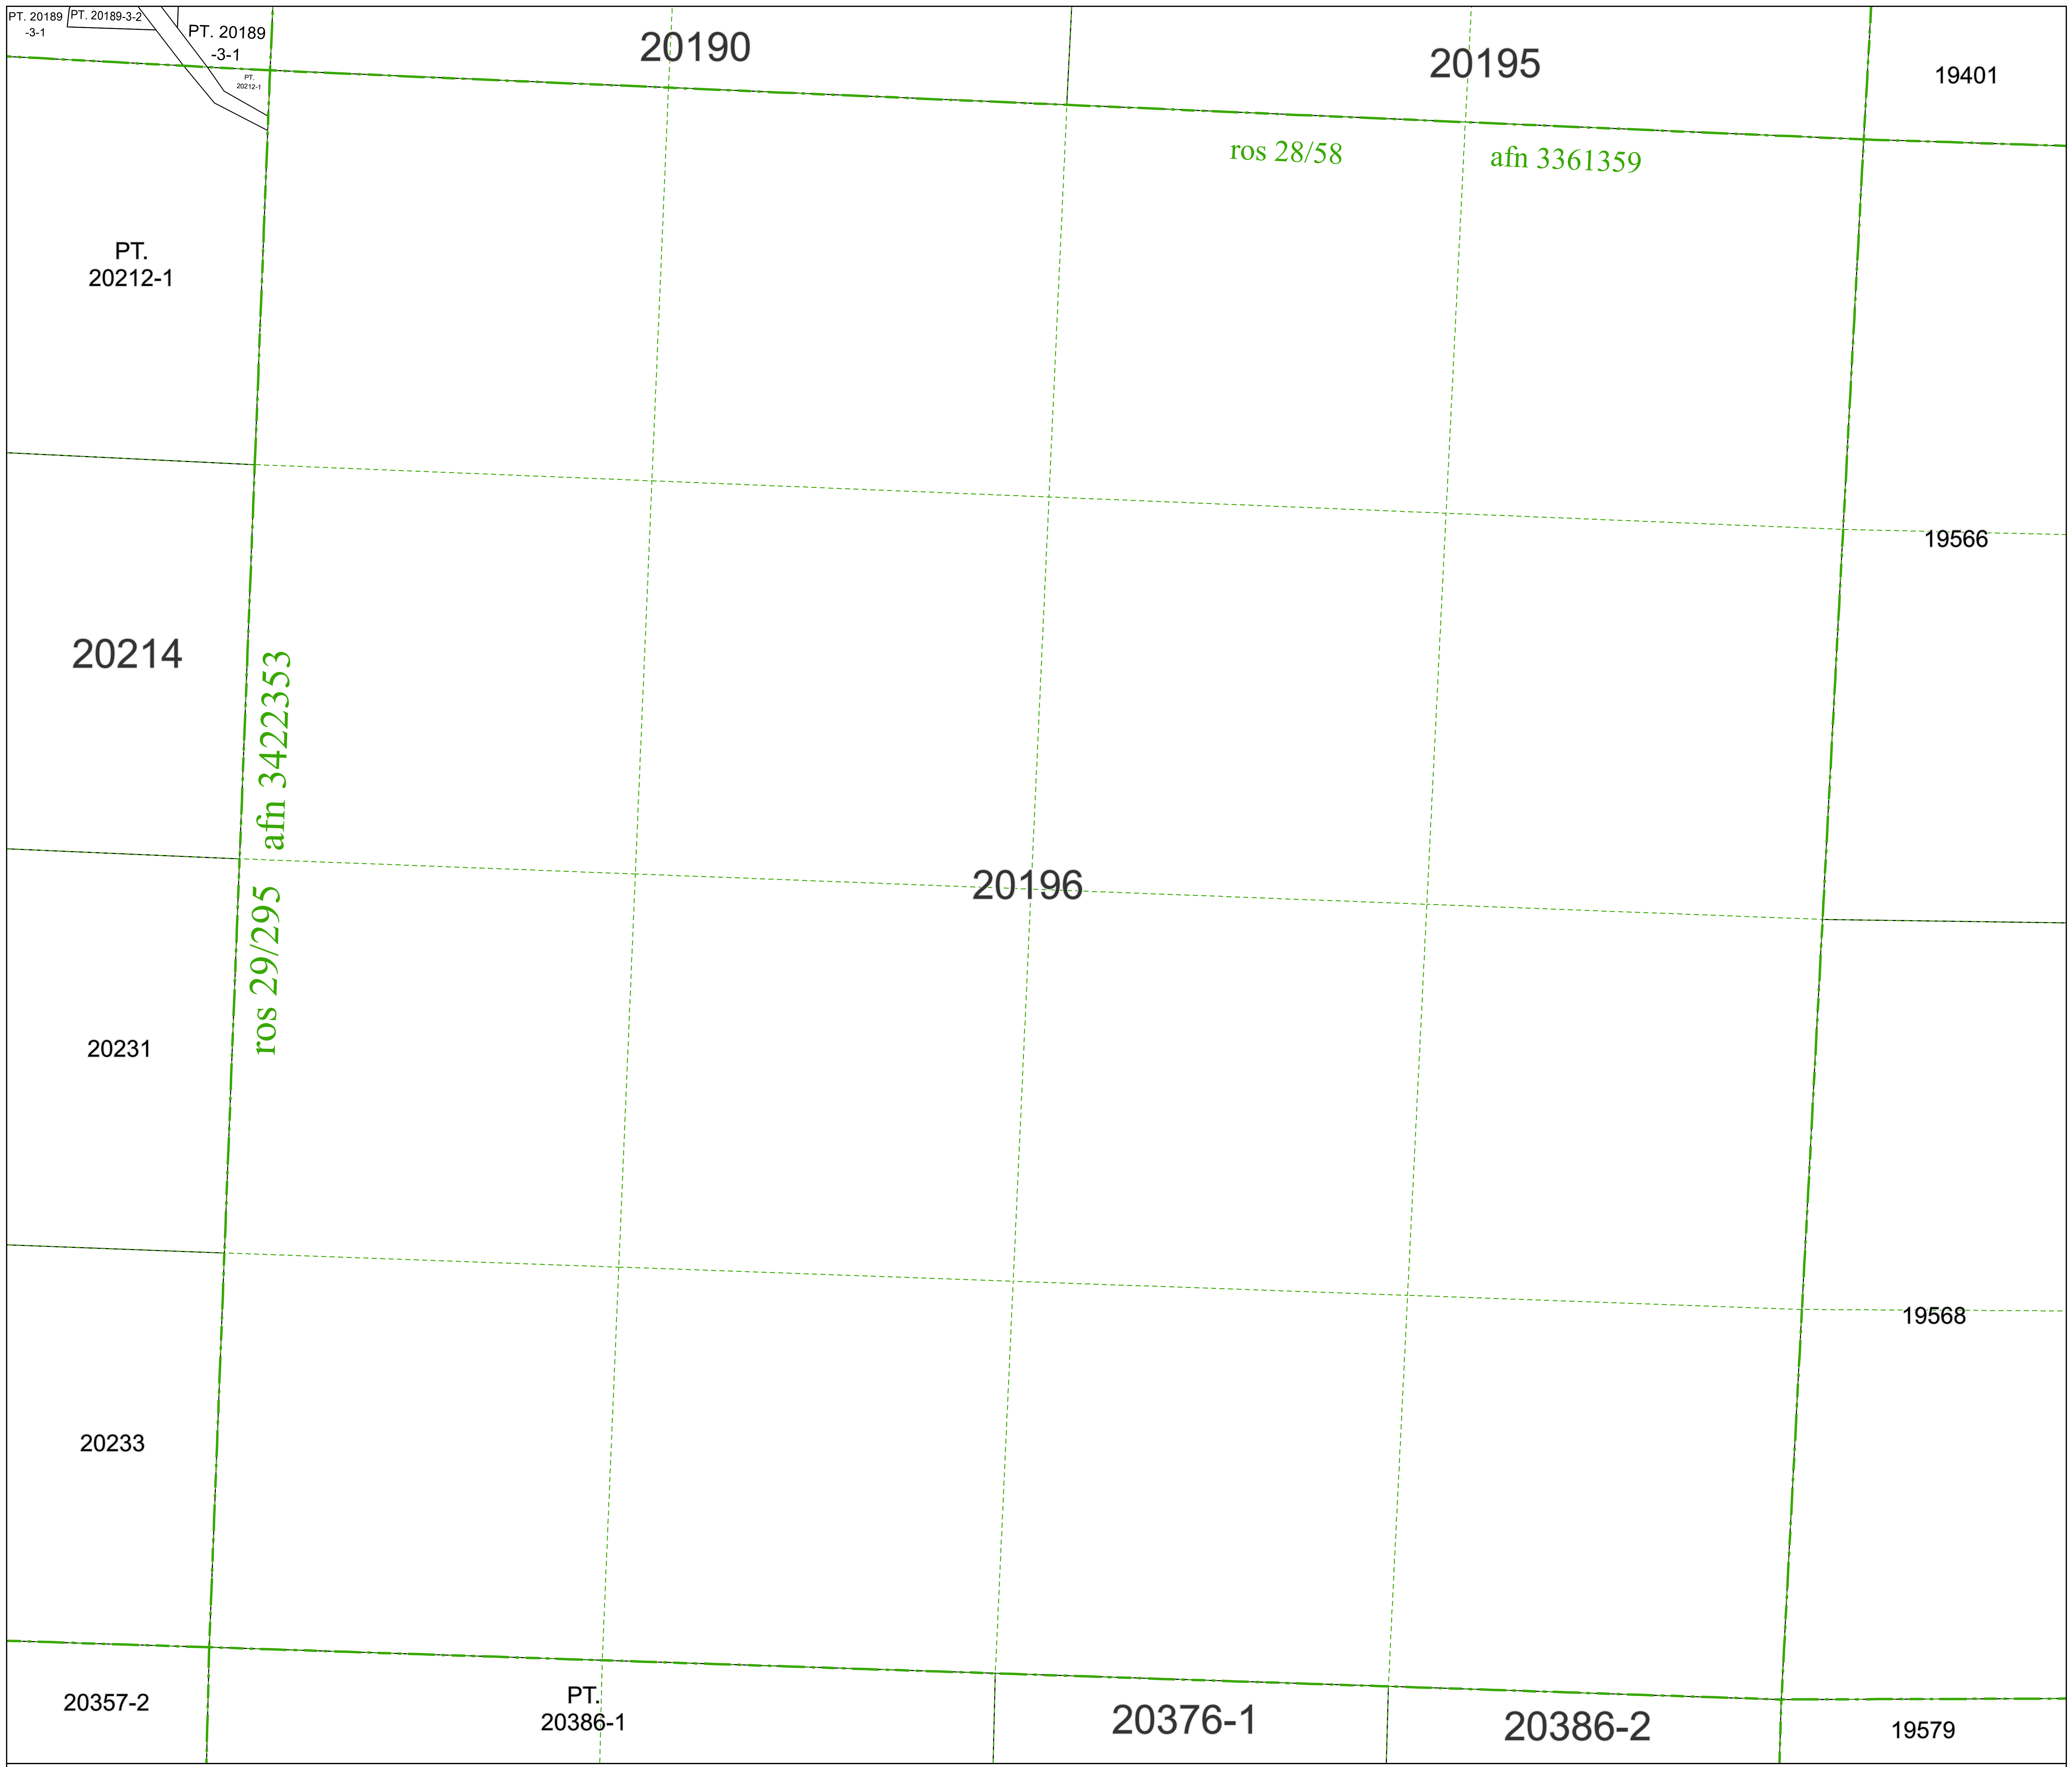 PT. 20189
-3-1
PT. 20189-3-2
PT. 20189
-3-1
PT.
20212-1
20190
20195
19401
ros 28/58
afn 3361359
PT.
20212-1
19566
20214
ros 29/295 afn 3422353
20196
20231
19568
20233
20357-2
PT.
20386-1
20376-1
20386-2
19579